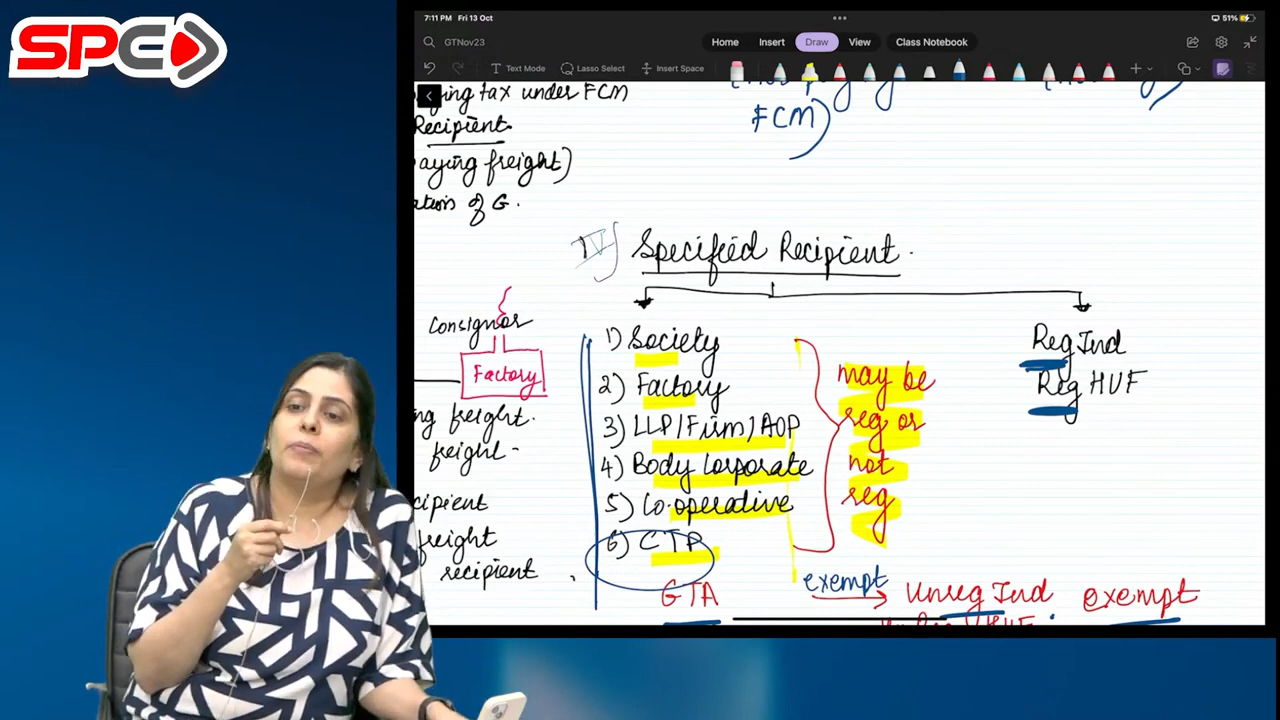 SPC
7:11 PM Fri 13 Oct
51%
GTNov23
Home Insert Draw View Class Notebook
Text Mode Lasso Select Insert Space
tax under FCM
Recipient
aying freight)
of G.
FCM)
IV) Specified Recipient.
Consignor
Factory
ng freight.
freight-
cipient
freight
recipient
1) Society
2) Factory
3) LLP/Firm/AOP
4) Body Corporate
5) Co-operative
6) CTP
may be
reg or
not
reg
Reg Ind
Reg HUF
GTA exempt Unreg Ind exempt